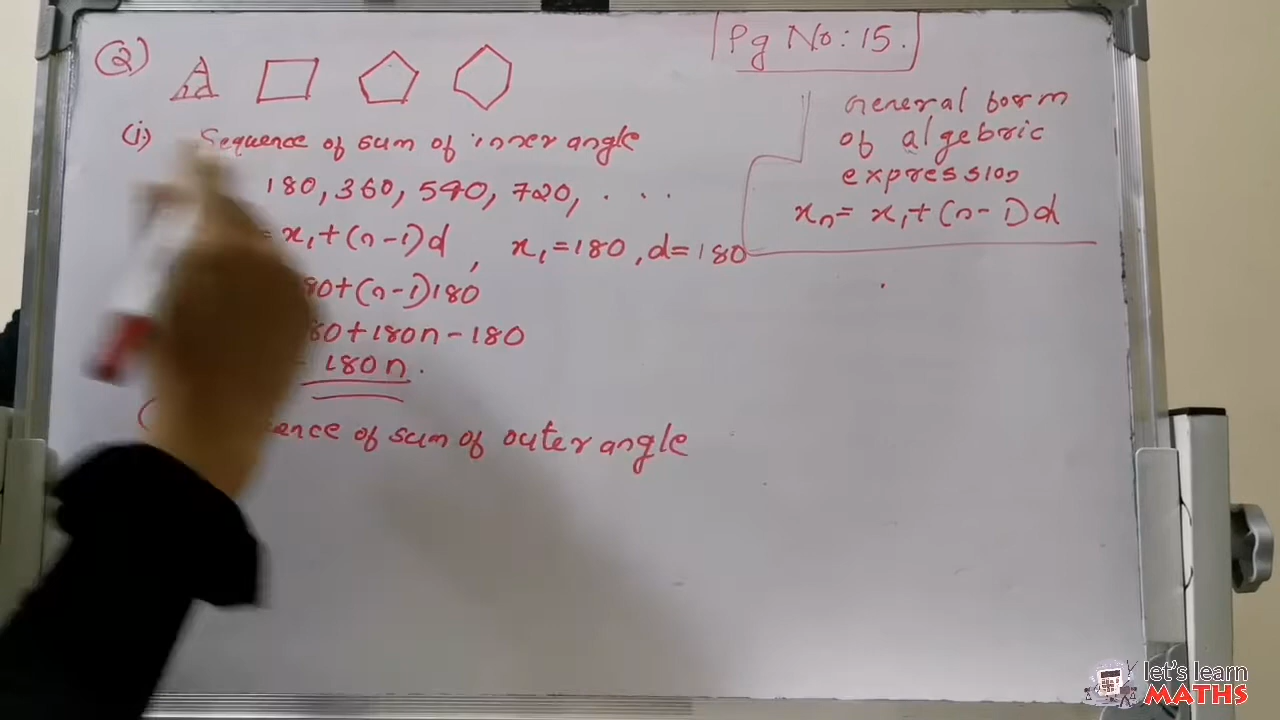 Pg No: 15.
Q)
General form
of algebric
expression
xₙ = x₁ + (n-1)d
(i) Sequence of sum of inner angle
180, 360, 540, 720, . . .
= x₁ + (n-1)d , x₁ = 180 , d = 180
80 + (n-1)180
80 + 180n - 180
180n .
ence of sum of outer angle
let's learn
MATHS